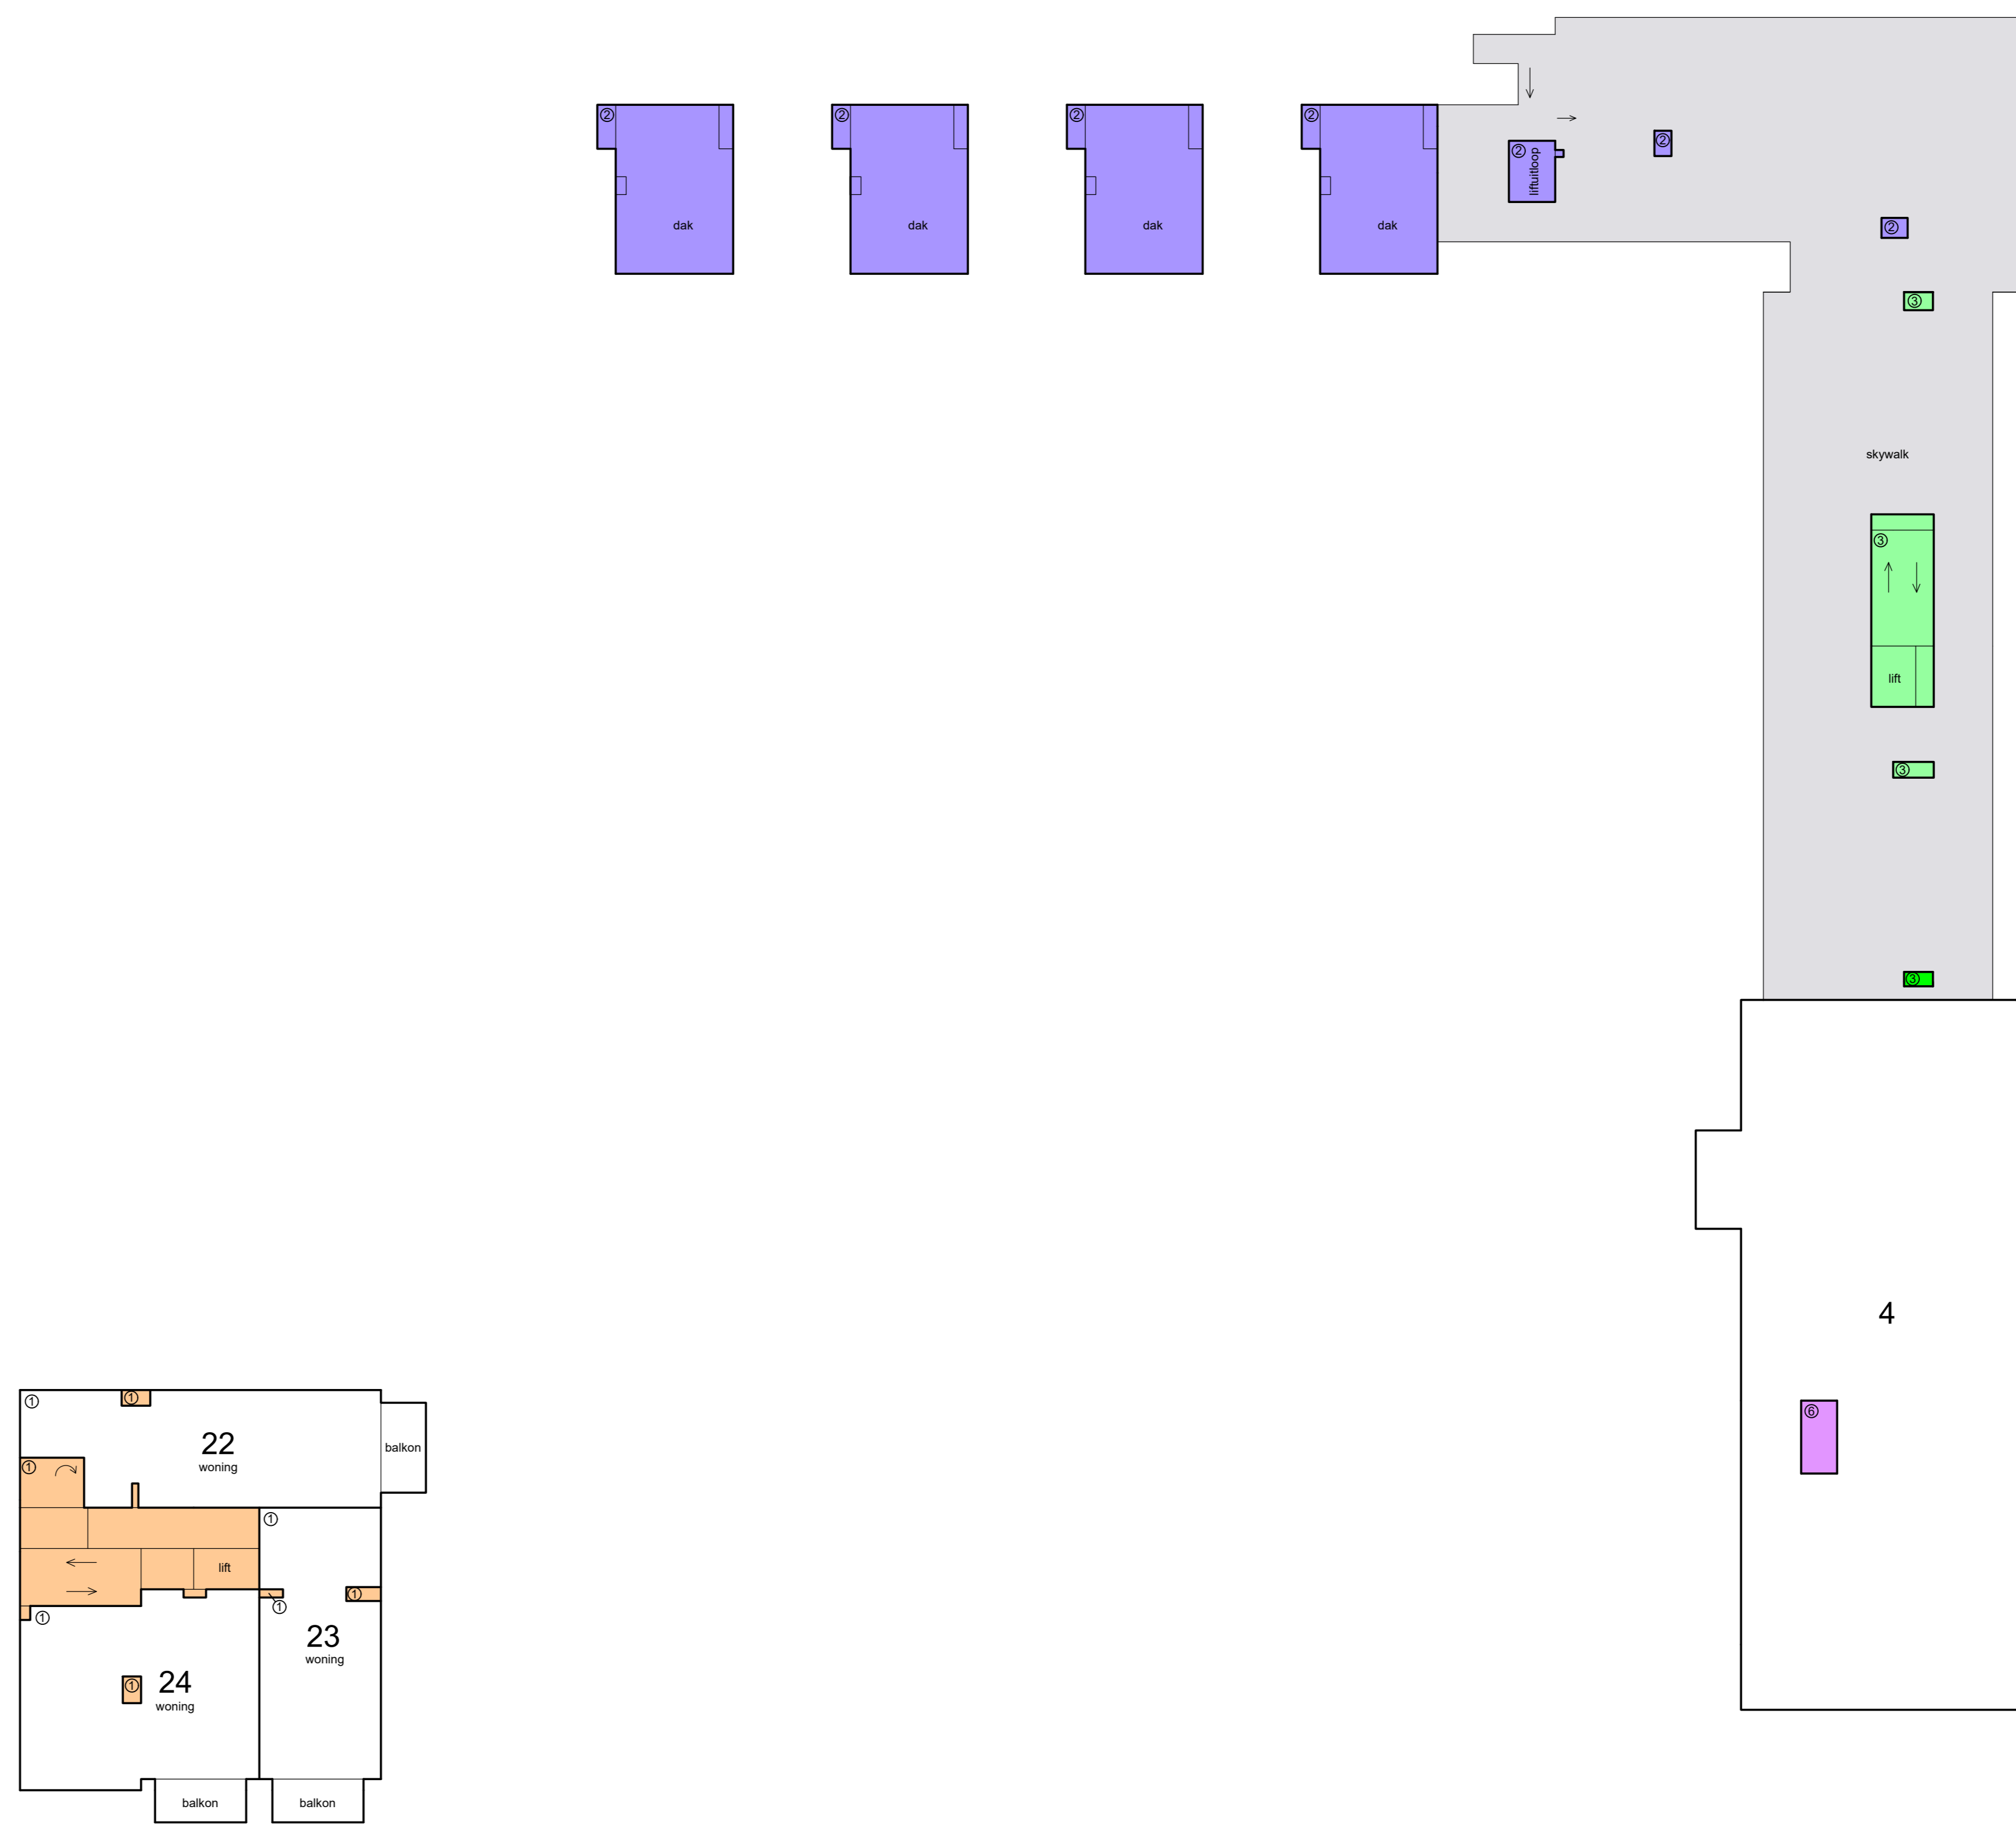 ②
②
②
②
②
liftuitloop
②
dak
dak
dak
dak
②
③
skywalk
③
lift
③
③
4
⑥
①
①
22
woning
balkon
①
①
lift
①
①
①
23
woning
①
24
woning
balkon
balkon